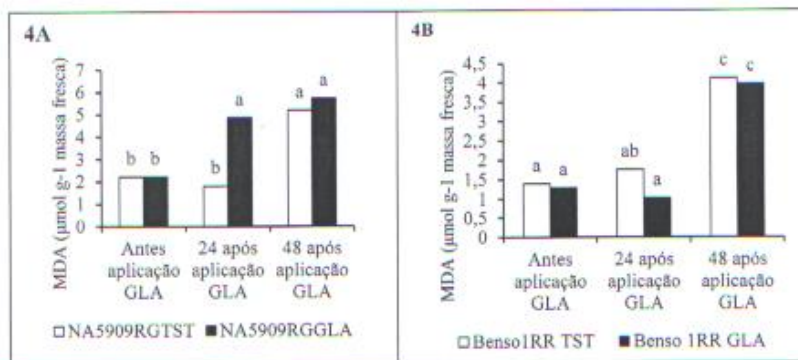 4A
MDA (µmol g-1 massa fresca)
7
6
5
4
3
2
1
0
b b
b
a
a
a
Antes aplicação GLA
24 após aplicação GLA
48 após aplicação GLA
NA5909RGTST
NA5909RGGLA
4B
MDA (µmol g-1 massa fresca)
4,5
4
3,5
3
2,5
2
1,5
1
0,5
0
a a
ab
a
c c
Antes aplicação GLA
24 após aplicação GLA
48 após aplicação GLA
Benso1RR TST
Benso 1RR GLA